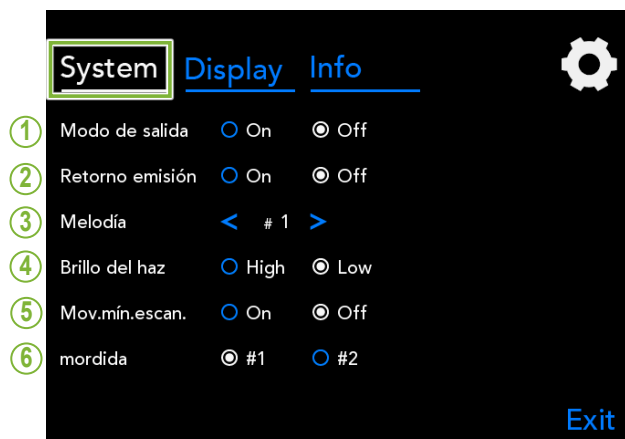 System Display Info
1 Modo de salida On Off
2 Retorno emisión On Off
3 Melodía < # 1 >
4 Brillo del haz High Low
5 Mov.mín.escan. On Off
6 mordida #1 #2
Exit